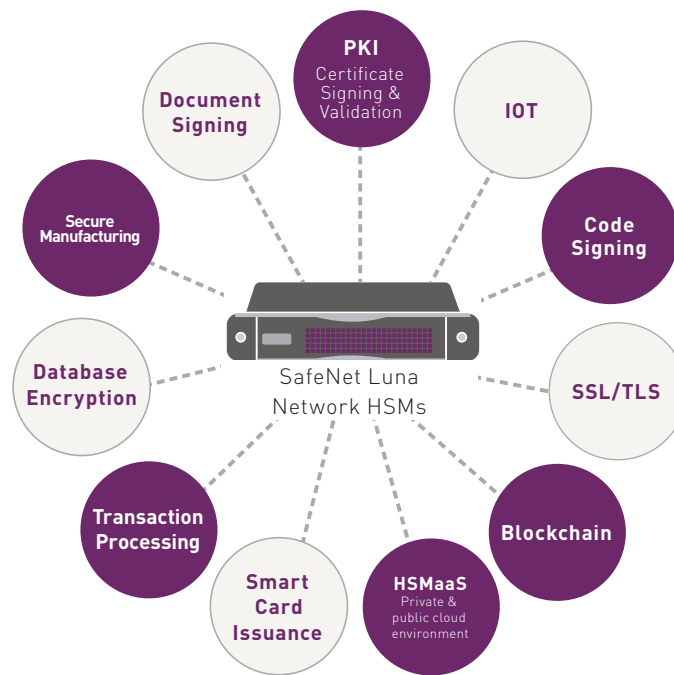 PKI
Certificate
Signing &
Validation
Document
Signing
IOT
Secure
Manufacturing
Code
Signing
SafeNet Luna
Network HSMs
Database
Encryption
SSL/TLS
Transaction
Processing
Blockchain
Smart
Card
Issuance
HSMaaS
Private &
public cloud
environment